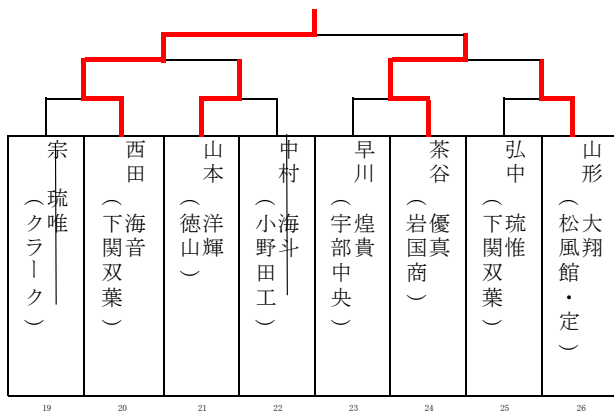 宗 琉唯
(クラーク)
西田 海音
(下関双葉)
山本 洋輝
(徳山)
中村 海斗
(小野田工)
早川 煌貴
(宇部中央)
茶谷 優真
(岩国商)
弘中 琉惟
(下関双葉)
山形 大翔
(松風館・定)
19 20 21 22 23 24 25 26